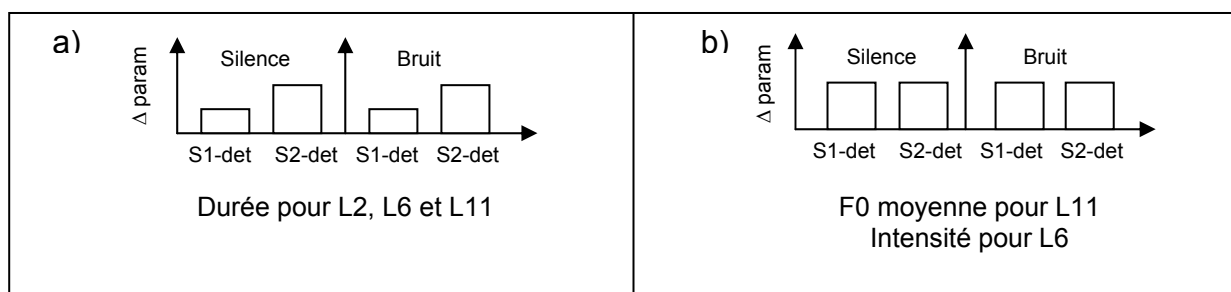 a)
Δ param
Silence
Bruit
S1-det S2-det S1-det S2-det
Durée pour L2, L6 et L11
b)
Δ param
Silence
Bruit
S1-det S2-det S1-det S2-det
F0 moyenne pour L11
Intensité pour L6